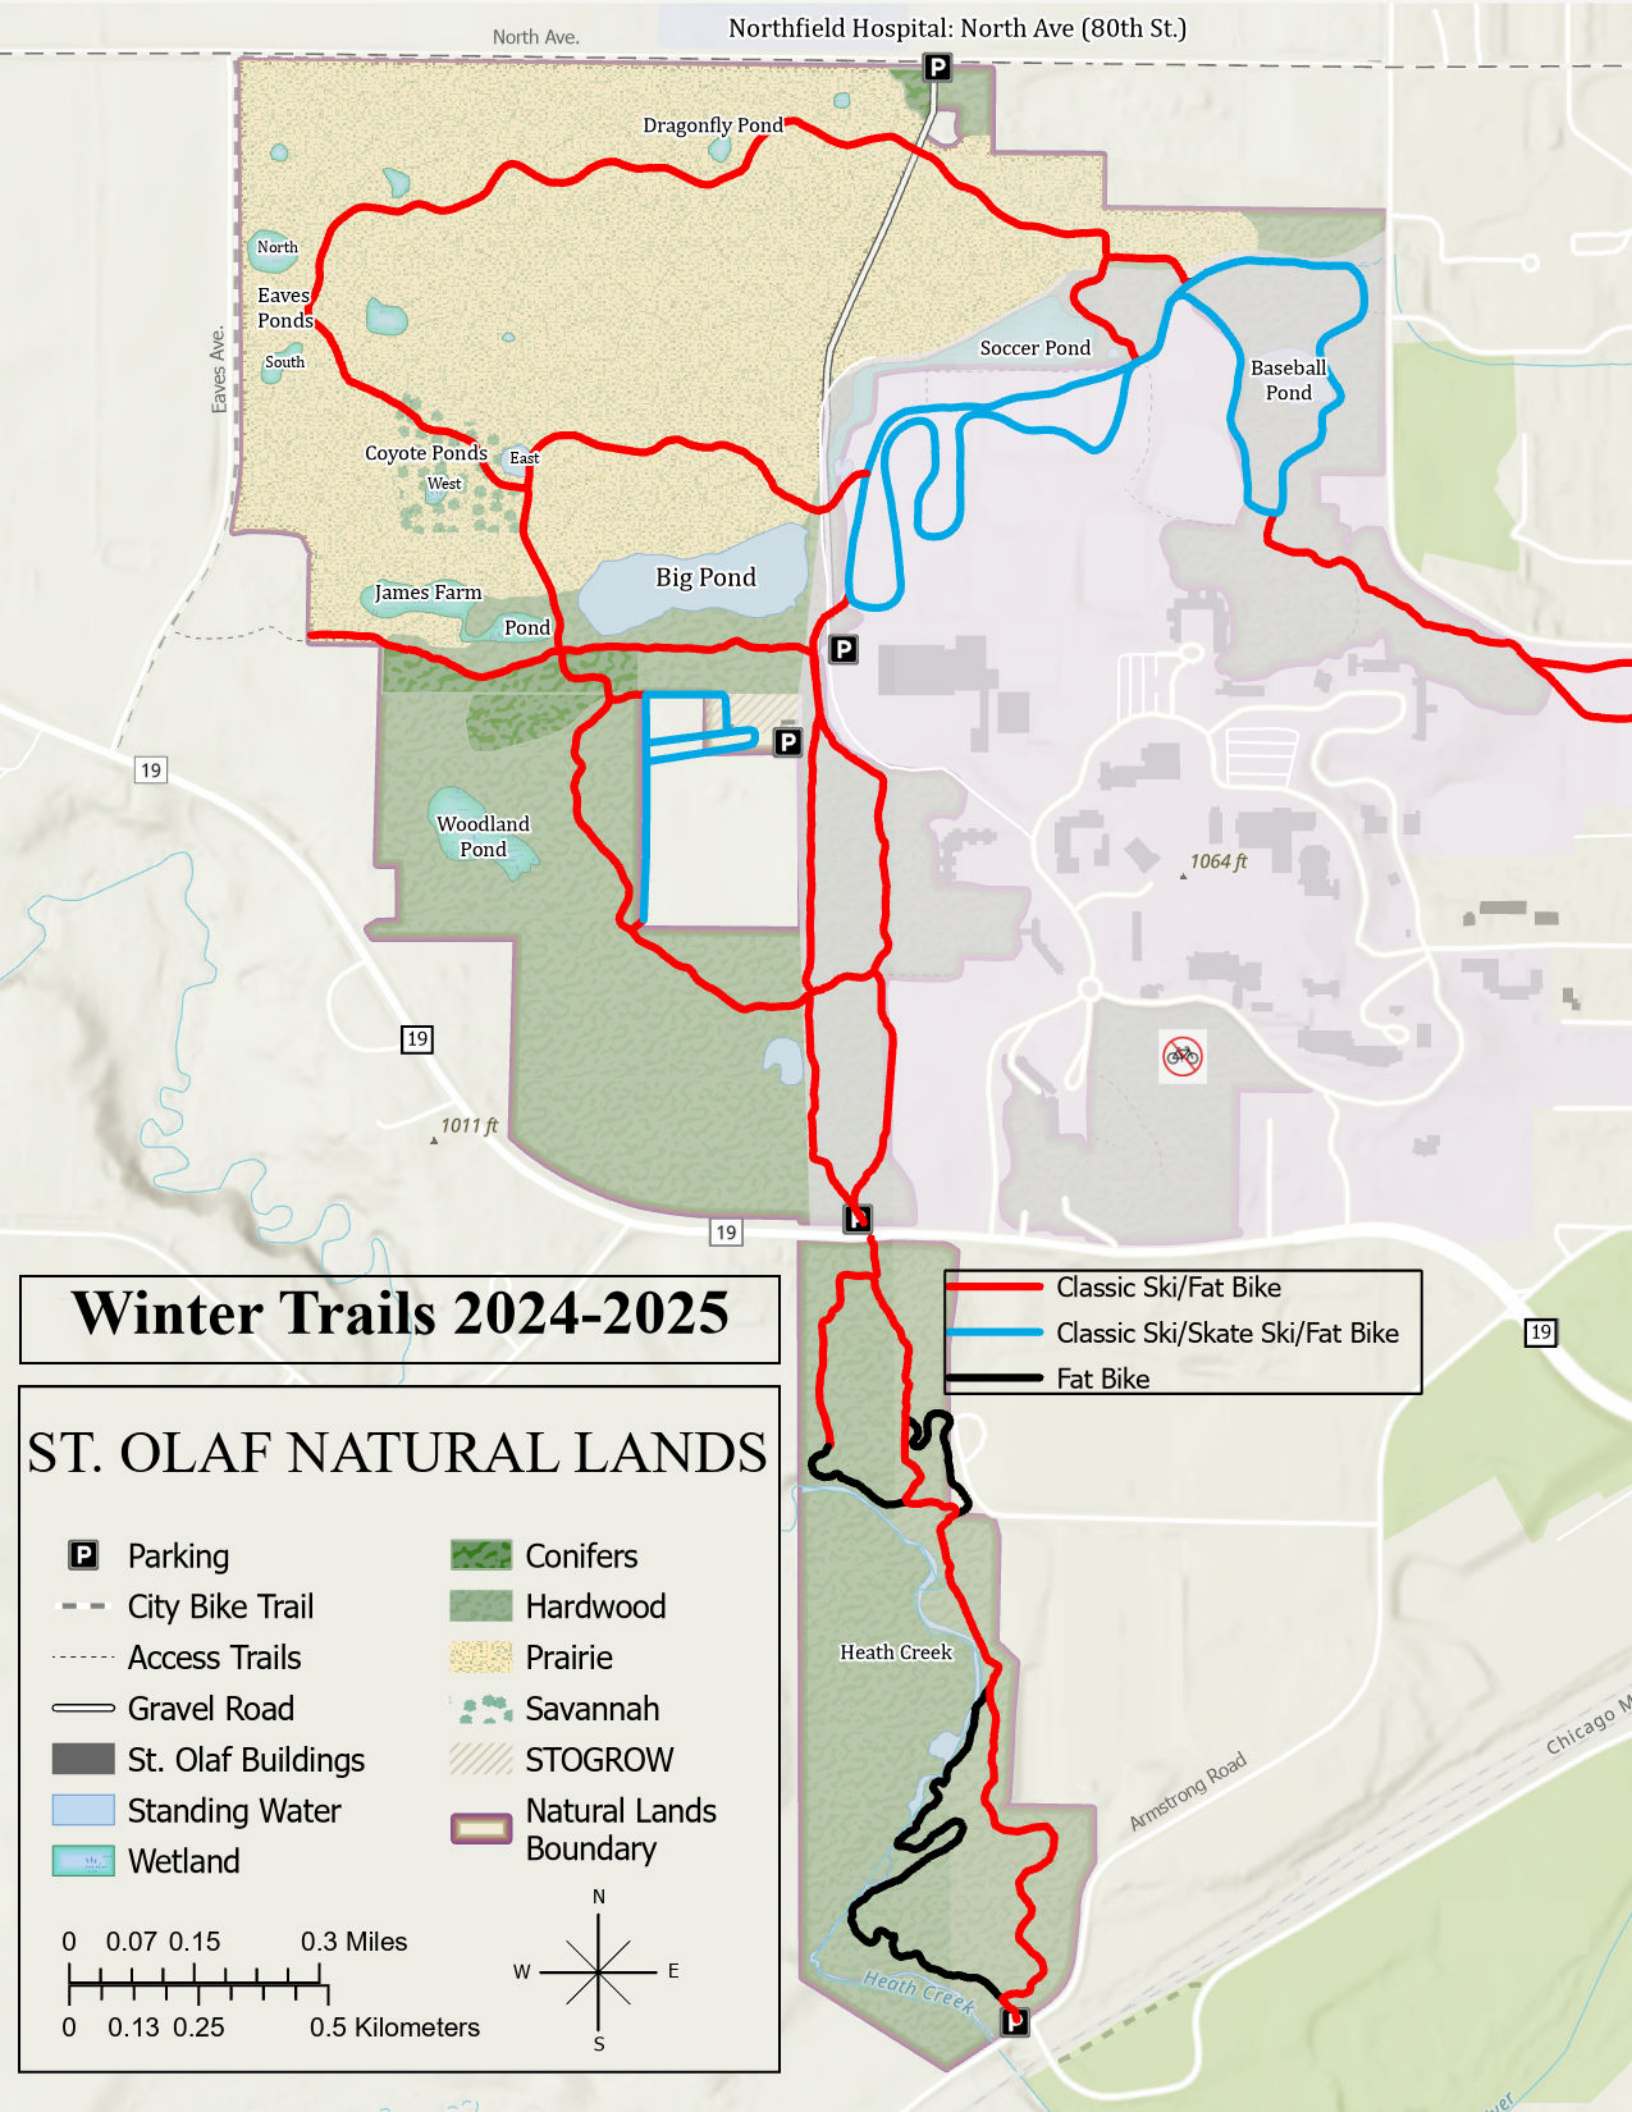 Northfield Hospital: North Ave (80th St.)
North Ave.
P
Dragonfly Pond
North
Eaves
Ponds
South
Eaves Ave.
Soccer Pond
Baseball
Pond
Coyote Ponds
East
West
Big Pond
James Farm
Pond
P
P
19
Woodland
Pond
1064 ft
19
1011 ft
19
P
Winter Trails 2024-2025
Classic Ski/Fat Bike
Classic Ski/Skate Ski/Fat Bike
Fat Bike
19
ST. OLAF NATURAL LANDS
P Parking
City Bike Trail
Access Trails
Gravel Road
St. Olaf Buildings
Standing Water
Wetland
Conifers
Hardwood
Prairie
Savannah
STOGROW
Natural Lands
Boundary
0 0.07 0.15 0.3 Miles
0 0.13 0.25 0.5 Kilometers
N
W E
S
Heath Creek
Armstrong Road
Chicago M
Heath Creek
P
ver